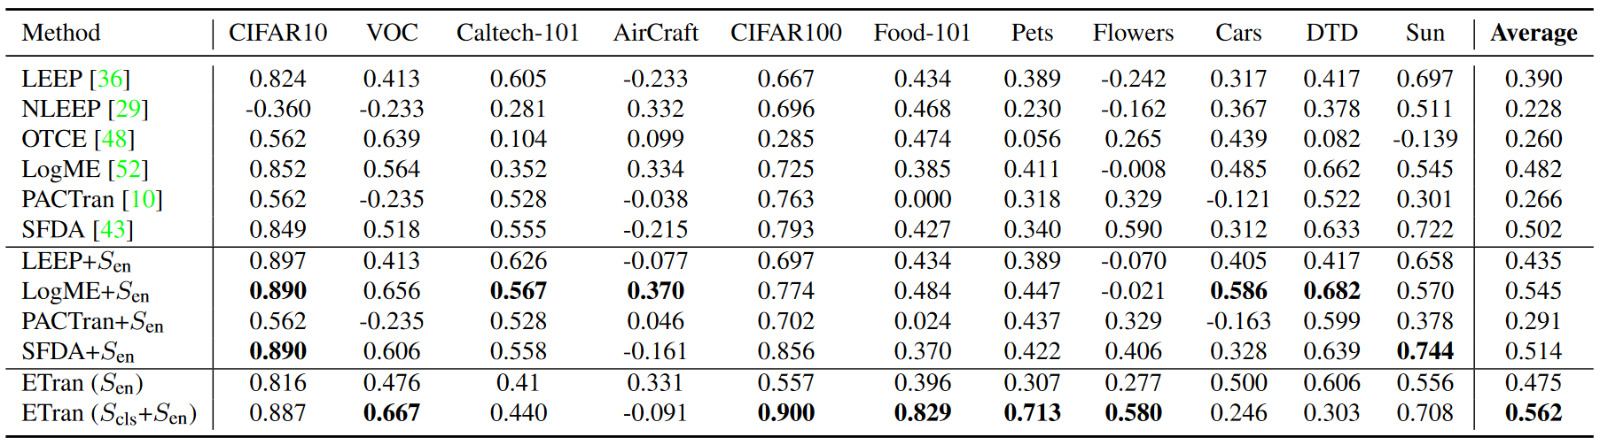 Method CIFAR10 VOC Caltech-101 AirCraft CIFAR100 Food-101 Pets Flowers Cars DTD Sun Average
LEEP [36] 0.824 0.413 0.605 -0.233 0.667 0.434 0.389 -0.242 0.317 0.417 0.697 0.390
NLEEP [29] -0.360 -0.233 0.281 0.332 0.696 0.468 0.230 -0.162 0.367 0.378 0.511 0.228
OTCE [48] 0.562 0.639 0.104 0.099 0.285 0.474 0.056 0.265 0.439 0.082 -0.139 0.260
LogME [52] 0.852 0.564 0.352 0.334 0.725 0.385 0.411 -0.008 0.485 0.662 0.545 0.482
PACTran [10] 0.562 -0.235 0.528 -0.038 0.763 0.000 0.318 0.329 -0.121 0.522 0.301 0.266
SFDA [43] 0.849 0.518 0.555 -0.215 0.793 0.427 0.340 0.590 0.312 0.633 0.722 0.502
LEEP+Sen 0.897 0.413 0.626 -0.077 0.697 0.434 0.389 -0.070 0.405 0.417 0.658 0.435
LogME+Sen 0.890 0.656 0.567 0.370 0.774 0.484 0.447 -0.021 0.586 0.682 0.570 0.545
PACTran+Sen 0.562 -0.235 0.528 0.046 0.702 0.024 0.437 0.329 -0.163 0.599 0.378 0.291
SFDA+Sen 0.890 0.606 0.558 -0.161 0.856 0.370 0.422 0.406 0.328 0.639 0.744 0.514
ETran (Sen) 0.816 0.476 0.41 0.331 0.557 0.396 0.307 0.277 0.500 0.606 0.556 0.475
ETran (Scls+Sen) 0.887 0.667 0.440 -0.091 0.900 0.829 0.713 0.580 0.246 0.303 0.708 0.562